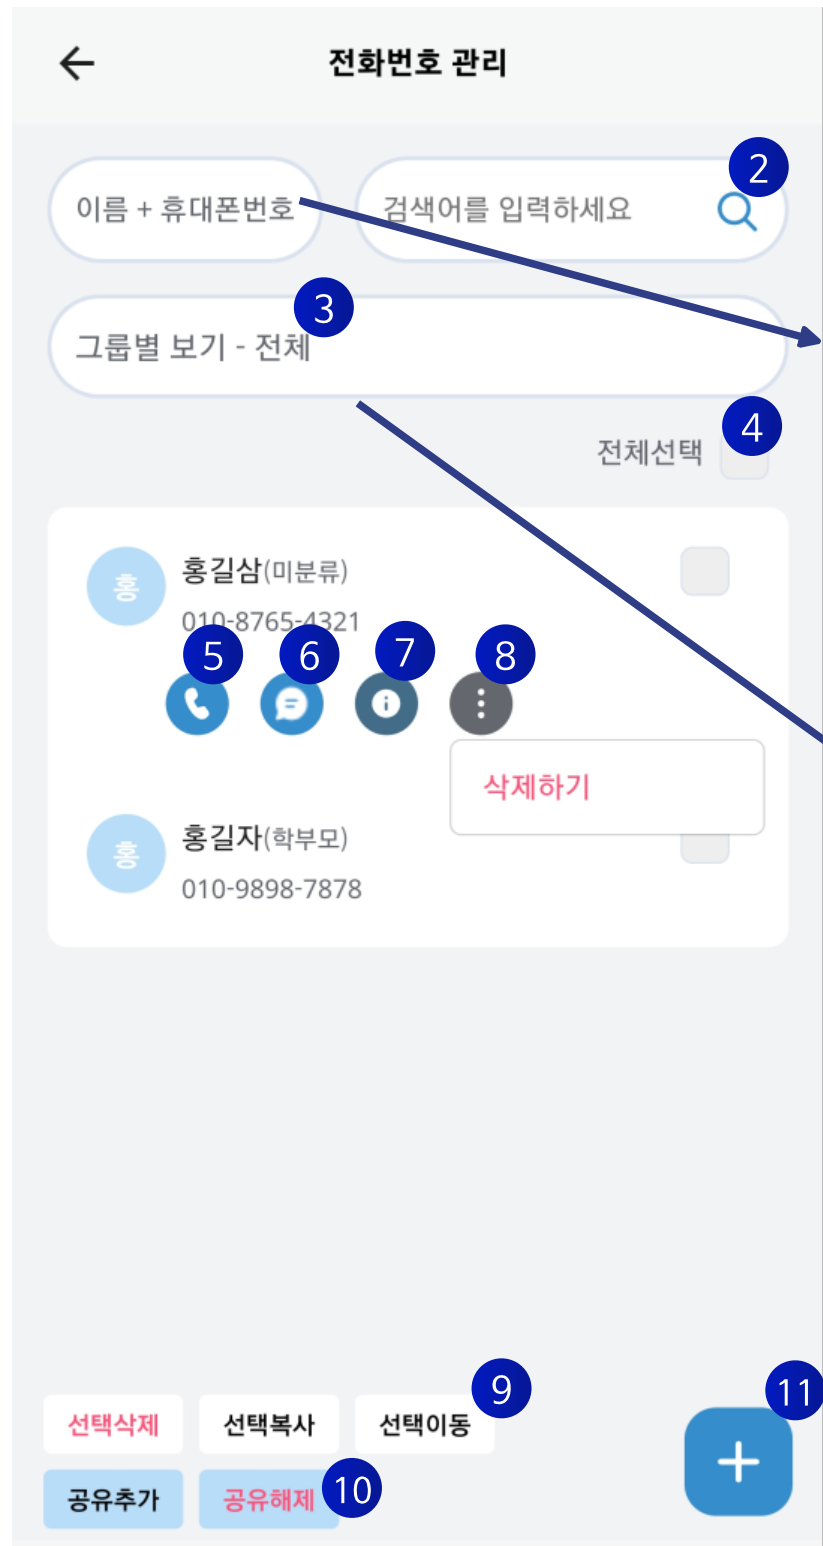 전화번호 관리
2
이름 + 휴대폰번호 검색어를 입력하세요
3
그룹별 보기 - 전체
4
전체선택
홍 홍길삼(미분류)
010-8765-4321
5 6 7 8
삭제하기
홍 홍길자(학부모)
010-9898-7878
9
11
선택삭제 선택복사 선택이동
공유추가 공유해제 10